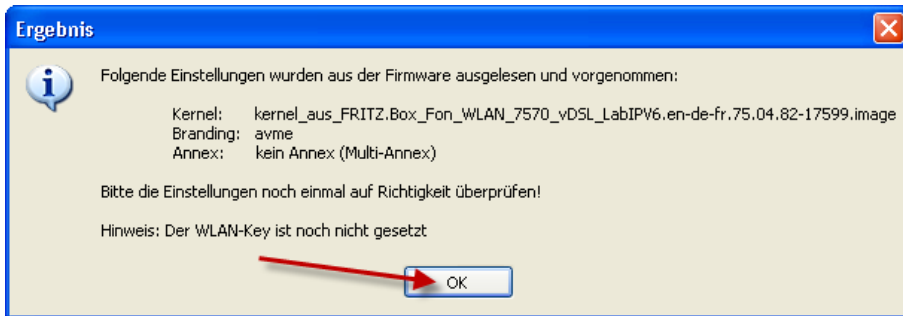 Ergebnis
Folgende Einstellungen wurden aus der Firmware ausgelesen und vorgenommen:
Kernel: kernel_aus_FRITZ.Box_Fon_WLAN_7570_vDSL_LabIPV6.en-de-fr.75.04.82-17599.image
Branding: avme
Annex: kein Annex (Multi-Annex)
Bitte die Einstellungen noch einmal auf Richtigkeit überprüfen!
Hinweis: Der WLAN-Key ist noch nicht gesetzt
OK